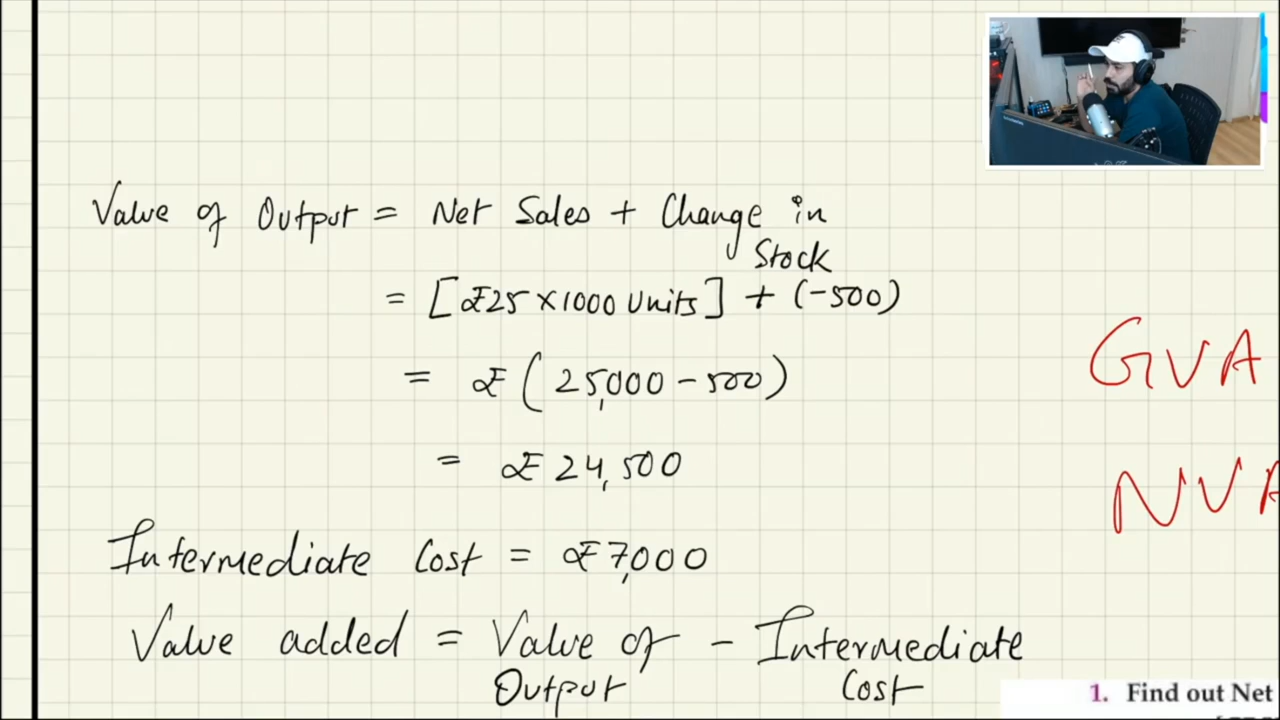 Value of Output = Net Sales + Change in
Stock
= [₹25 × 1000 Units] + (-500)
= ₹ (25,000 - 500)
= ₹ 24,500
Intermediate Cost = ₹7,000
Value added = Value of - Intermediate
Output Cost
GVA
NVA
1. Find out Net